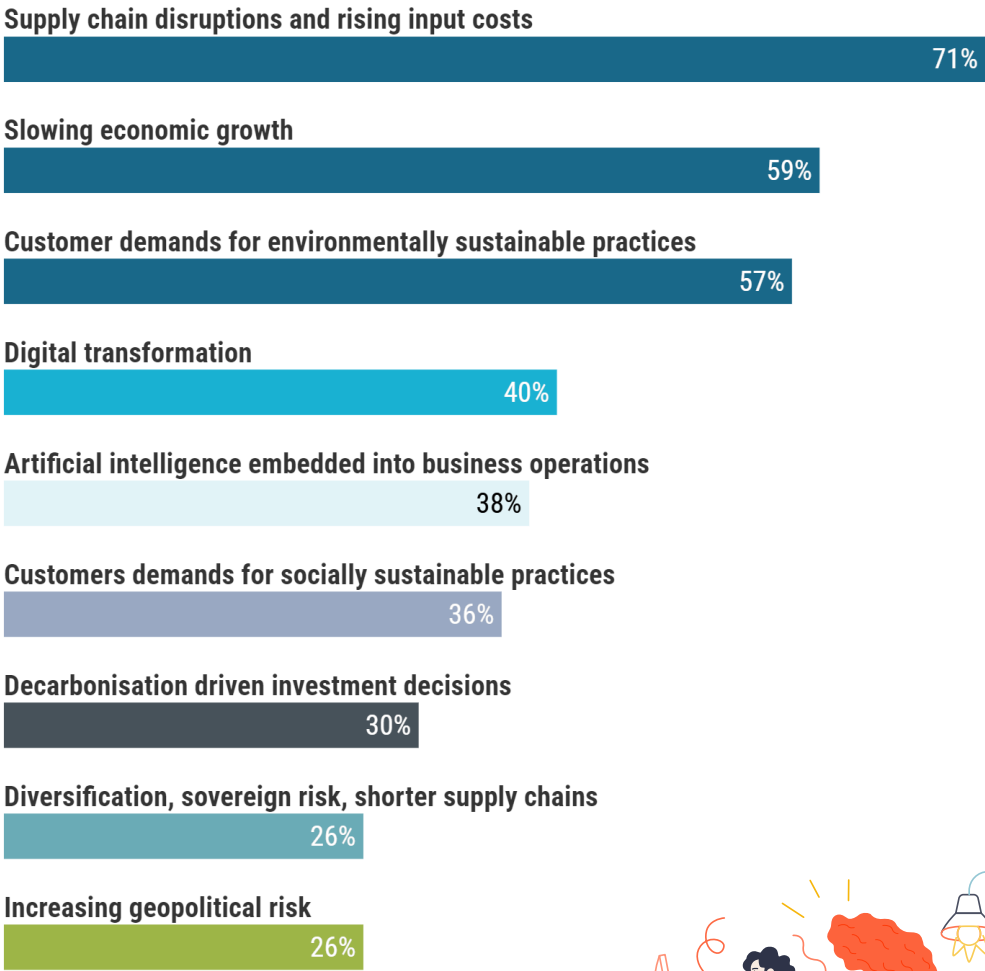 Supply chain disruptions and rising input costs
71%
Slowing economic growth
59%
Customer demands for environmentally sustainable practices
57%
Digital transformation
40%
Artificial intelligence embedded into business operations
38%
Customers demands for socially sustainable practices
36%
Decarbonisation driven investment decisions
30%
Diversification, sovereign risk, shorter supply chains
26%
Increasing geopolitical risk
26%